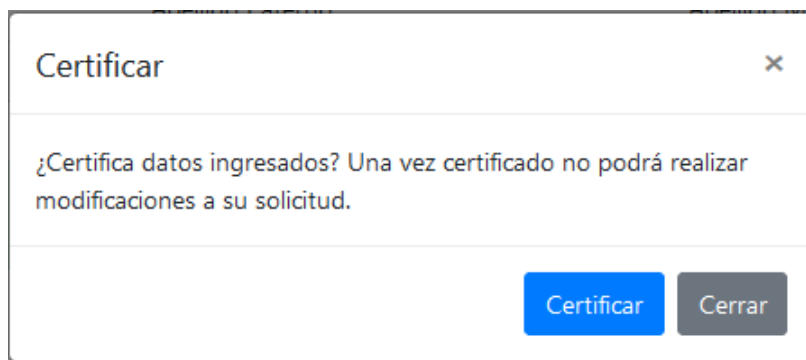 Certificar
×
¿Certifica datos ingresados? Una vez certificado no podrá realizar
modificaciones a su solicitud.
Certificar Cerrar